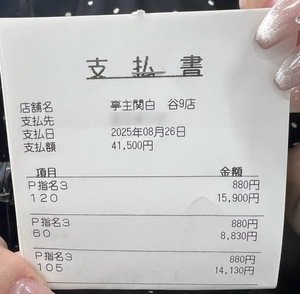 支払書
店舗名 亭主関白 谷9店
支払先
支払日 2025年08月26日
支払額 41,500円
項目 金額
P指名3 880円
120 15,900円
P指名3 880円
60 8,830円
P指名3 880円
105 14,130円